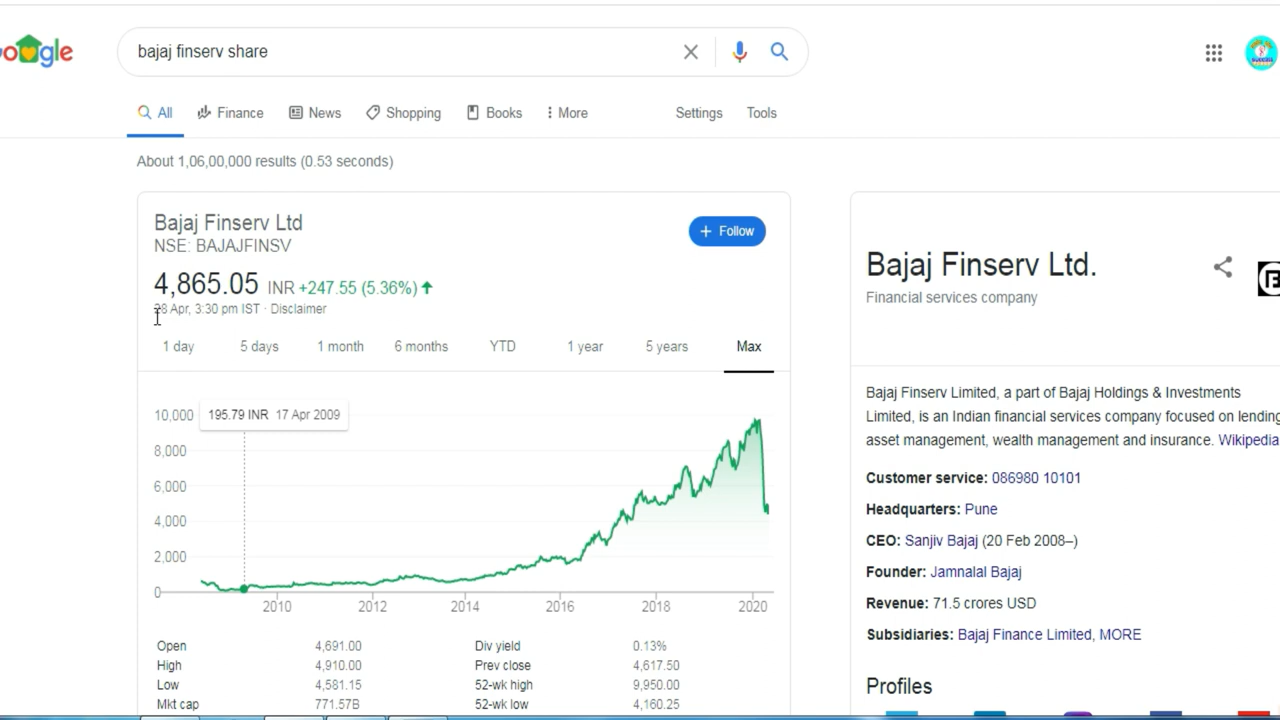 bajaj finserv share
All
Finance
News
Shopping
Books
More
Settings
Tools
About 1,06,00,000 results (0.53 seconds)
Bajaj Finserv Ltd
NSE: BAJAJFINSV
+ Follow
4,865.05 INR +247.55 (5.36%)
28 Apr, 3:30 pm IST · Disclaimer
1 day
5 days
1 month
6 months
YTD
1 year
5 years
Max
10,000
195.79 INR 17 Apr 2009
8,000
6,000
4,000
2,000
0
2010
2012
2014
2016
2018
2020
Open 4,691.00
High 4,910.00
Low 4,581.15
Mkt cap 771.57B
Div yield 0.13%
Prev close 4,617.50
52-wk high 9,950.00
52-wk low 4,160.25
Bajaj Finserv Ltd.
Financial services company
Bajaj Finserv Limited, a part of Bajaj Holdings & Investments
Limited, is an Indian financial services company focused on lending
asset management, wealth management and insurance. Wikipedia
Customer service: 086980 10101
Headquarters: Pune
CEO: Sanjiv Bajaj (20 Feb 2008–)
Founder: Jamnalal Bajaj
Revenue: 71.5 crores USD
Subsidiaries: Bajaj Finance Limited, MORE
Profiles